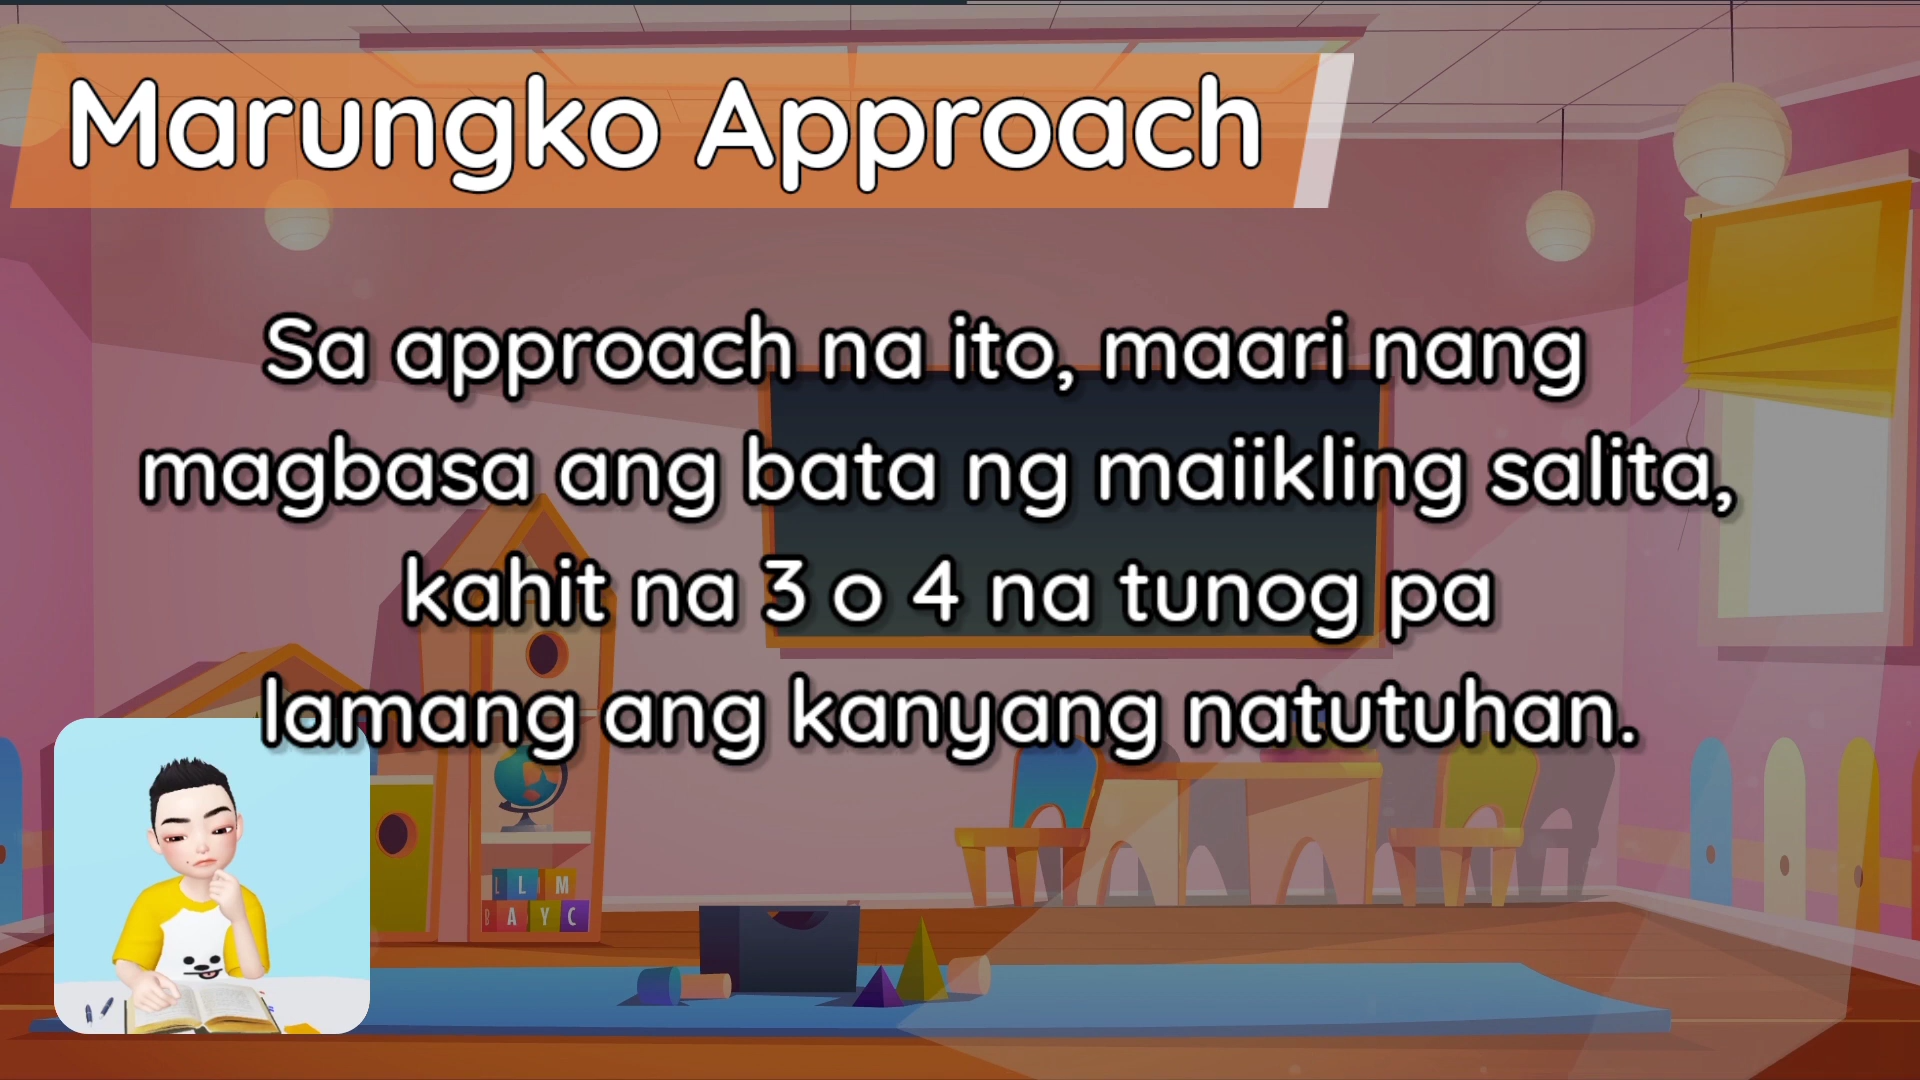 Marungko Approach
Sa approach na ito, maari nang
magbasa ang bata ng maiikling salita,
kahit na 3 o 4 na tunog pa
lamang ang kanyang natutuhan.
L L M
B A Y C